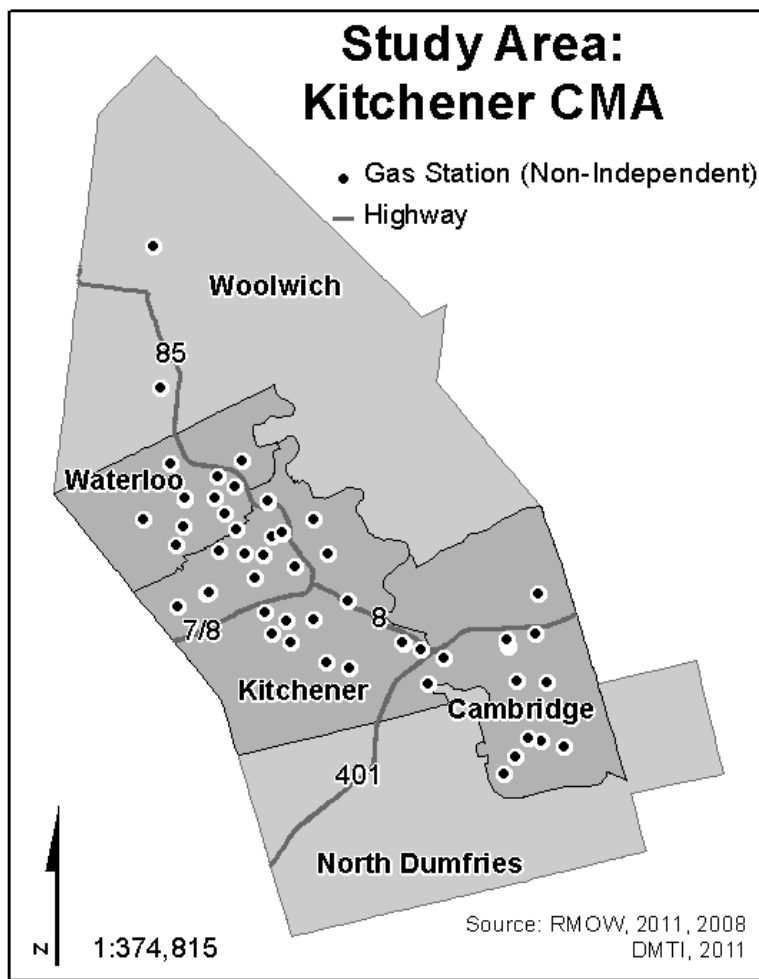 Study Area:
Kitchener CMA
Gas Station (Non-Independent)
Highway
Woolwich
85
Waterloo
7/8
8
Kitchener
Cambridge
401
North Dumfries
N
1:374,815
Source: RMOW, 2011, 2008
DMTI, 2011